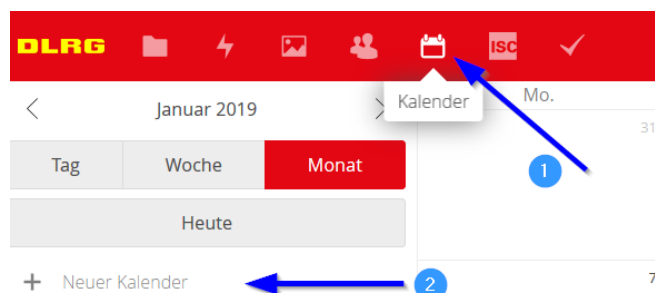 DLRG ISC
Kalender
Januar 2019
Mo.
31
Tag Woche Monat
1
Heute
+ Neuer Kalender
2
7